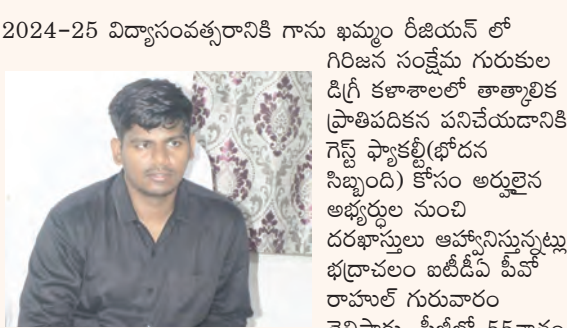 2024-25 విద్యాసంవత్సరానికి గాను ఖమ్మం రీజియన్ లో
గిరిజన సంక్షేమ గురుకుల
డిగ్రీ కళాశాలలో తాత్కాలిక
ప్రాతిపదికన పనిచేయడానికి
గెస్ట్ ఫ్యాకల్టీ(భోదన
సిబ్బంది) కోసం అర్హులైన
అభ్యర్థుల నుంచి
దరఖాస్తులు ఆహ్వానిస్తున్నట్లు
భద్రాచలం ఐటీడీఏ పీవో
రాహుల్ గురువారం